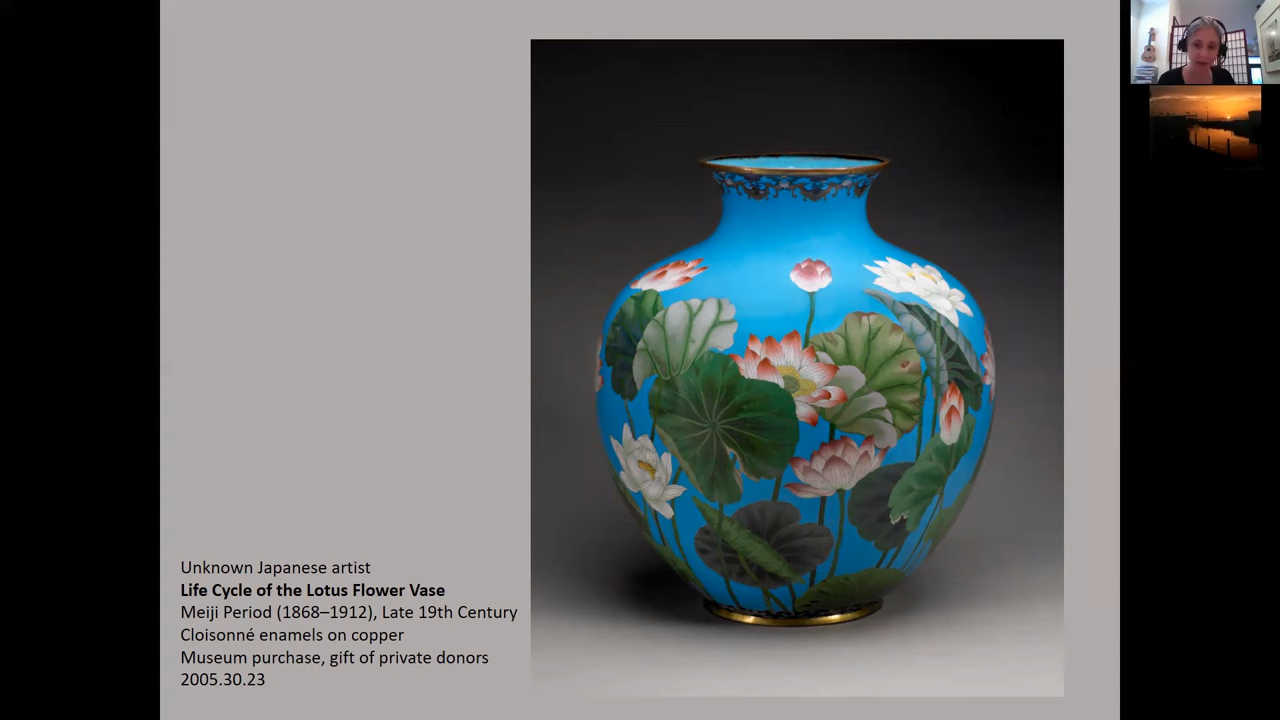 Unknown Japanese artist
Life Cycle of the Lotus Flower Vase
Meiji Period (1868–1912), Late 19th Century
Cloisonné enamels on copper
Museum purchase, gift of private donors
2005.30.23